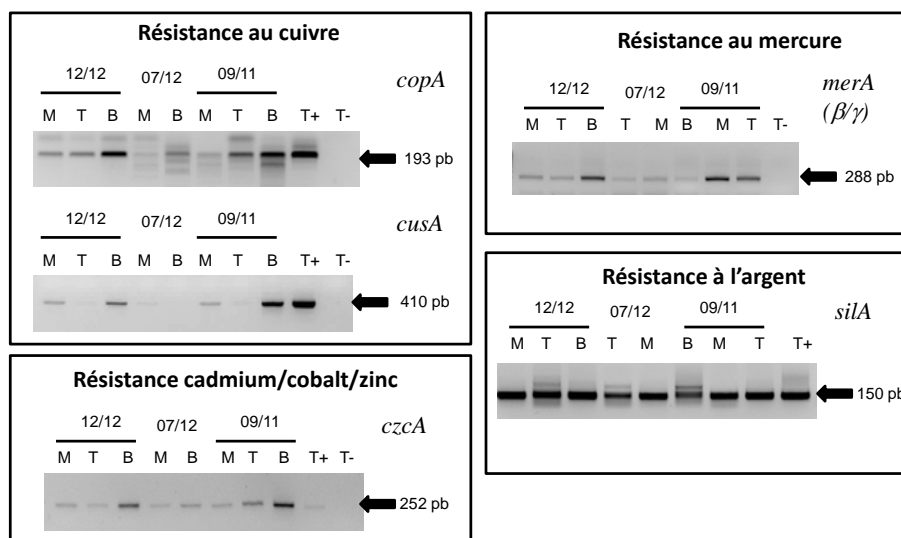 Résistance au cuivre
12/12 07/12 09/11 copA
M T B M B M T B T+ T-
193 pb
12/12 07/12 09/11 cusA
M T B M B M T B T+ T-
410 pb
Résistance cadmium/cobalt/zinc
12/12 07/12 09/11 czcA
M T B M B M T B T+ T-
252 pb
Résistance au mercure
12/12 07/12 09/11 merA
(β/γ)
M T B T M B M T T-
288 pb
Résistance à l’argent
12/12 07/12 09/11 silA
M T B T M B M T T+
150 pb